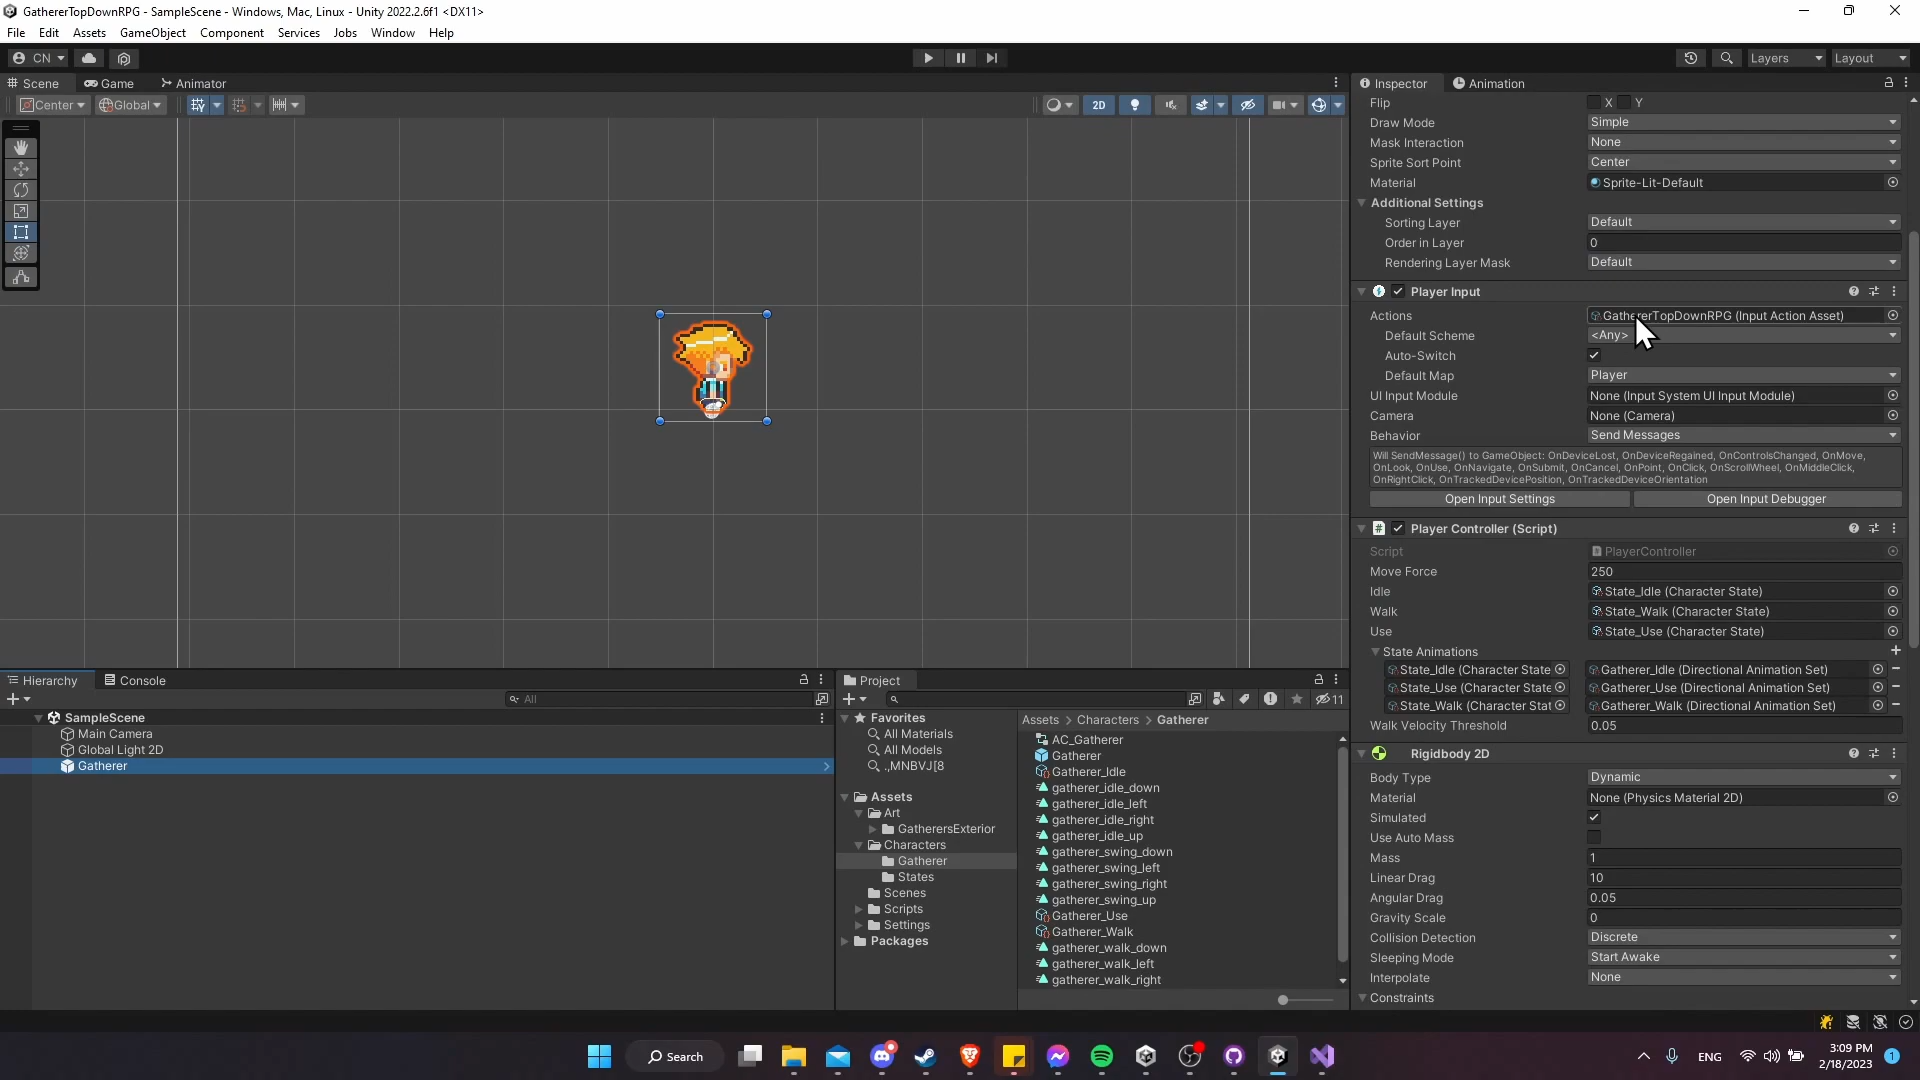 GathererTopDownRPG - SampleScene - Windows, Mac, Linux - Unity 2022.2.6f1 <DX11>
File Edit Assets GameObject Component Services Jobs Window Help
CN Layers Layout
Scene Game Animator
Center Global 2D
Inspector Animation
Flip X Y
Draw Mode Simple
Mask Interaction None
Sprite Sort Point Center
Material Sprite-Lit-Default
Additional Settings
Sorting Layer Default
Order in Layer 0
Rendering Layer Mask Default
Player Input
Actions GathererTopDownRPG (Input Action Asset)
Default Scheme <Any>
Auto-Switch
Default Map Player
UI Input Module None (Input System UI Input Module)
Camera None (Camera)
Behavior Send Messages
Will SendMessage() to GameObject: OnDeviceLost, OnDeviceRegained, OnControlsChanged, OnMove,
OnLook, OnUse, OnNavigate, OnSubmit, OnCancel, OnPoint, OnClick, OnScrollWheel, OnMiddleClick,
OnRightClick, OnTrackedDevicePosition, OnTrackedDeviceOrientation
Open Input Settings Open Input Debugger
Player Controller (Script)
Script PlayerController
Move Force 250
Idle State_Idle (Character State)
Walk State_Walk (Character State)
Use State_Use (Character State)
State Animations
State_Idle (Character State Gatherer_Idle (Directional Animation Set)
State_Use (Character State Gatherer_Use (Directional Animation Set)
State_Walk (Character Stat Gatherer_Walk (Directional Animation Set)
Walk Velocity Threshold 0.05
Rigidbody 2D
Body Type Dynamic
Material None (Physics Material 2D)
Simulated
Use Auto Mass
Mass 1
Linear Drag 10
Angular Drag 0.05
Gravity Scale 0
Collision Detection Discrete
Sleeping Mode Start Awake
Interpolate None
Constraints
Hierarchy Console
All
SampleScene
Main Camera
Global Light 2D
Gatherer
Project
11
Favorites
All Materials
All Models
.,MNBVJ[8
Assets
Art
GatherersExterior
Characters
Gatherer
States
Scenes
Scripts
Settings
Packages
Assets > Characters > Gatherer
AC_Gatherer
Gatherer
Gatherer_Idle
gatherer_idle_down
gatherer_idle_left
gatherer_idle_right
gatherer_idle_up
gatherer_swing_down
gatherer_swing_left
gatherer_swing_right
gatherer_swing_up
Gatherer_Use
Gatherer_Walk
gatherer_walk_down
gatherer_walk_left
gatherer_walk_right
Search
ENG
3:09 PM
2/18/2023
1